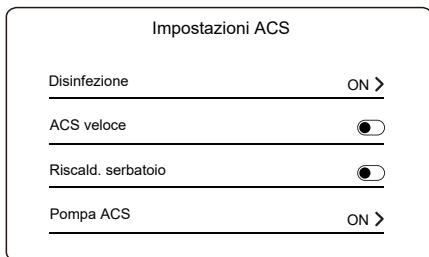 Impostazioni ACS
Disinfezione ON >
ACS veloce
Riscald. serbatoio
Pompa ACS ON >